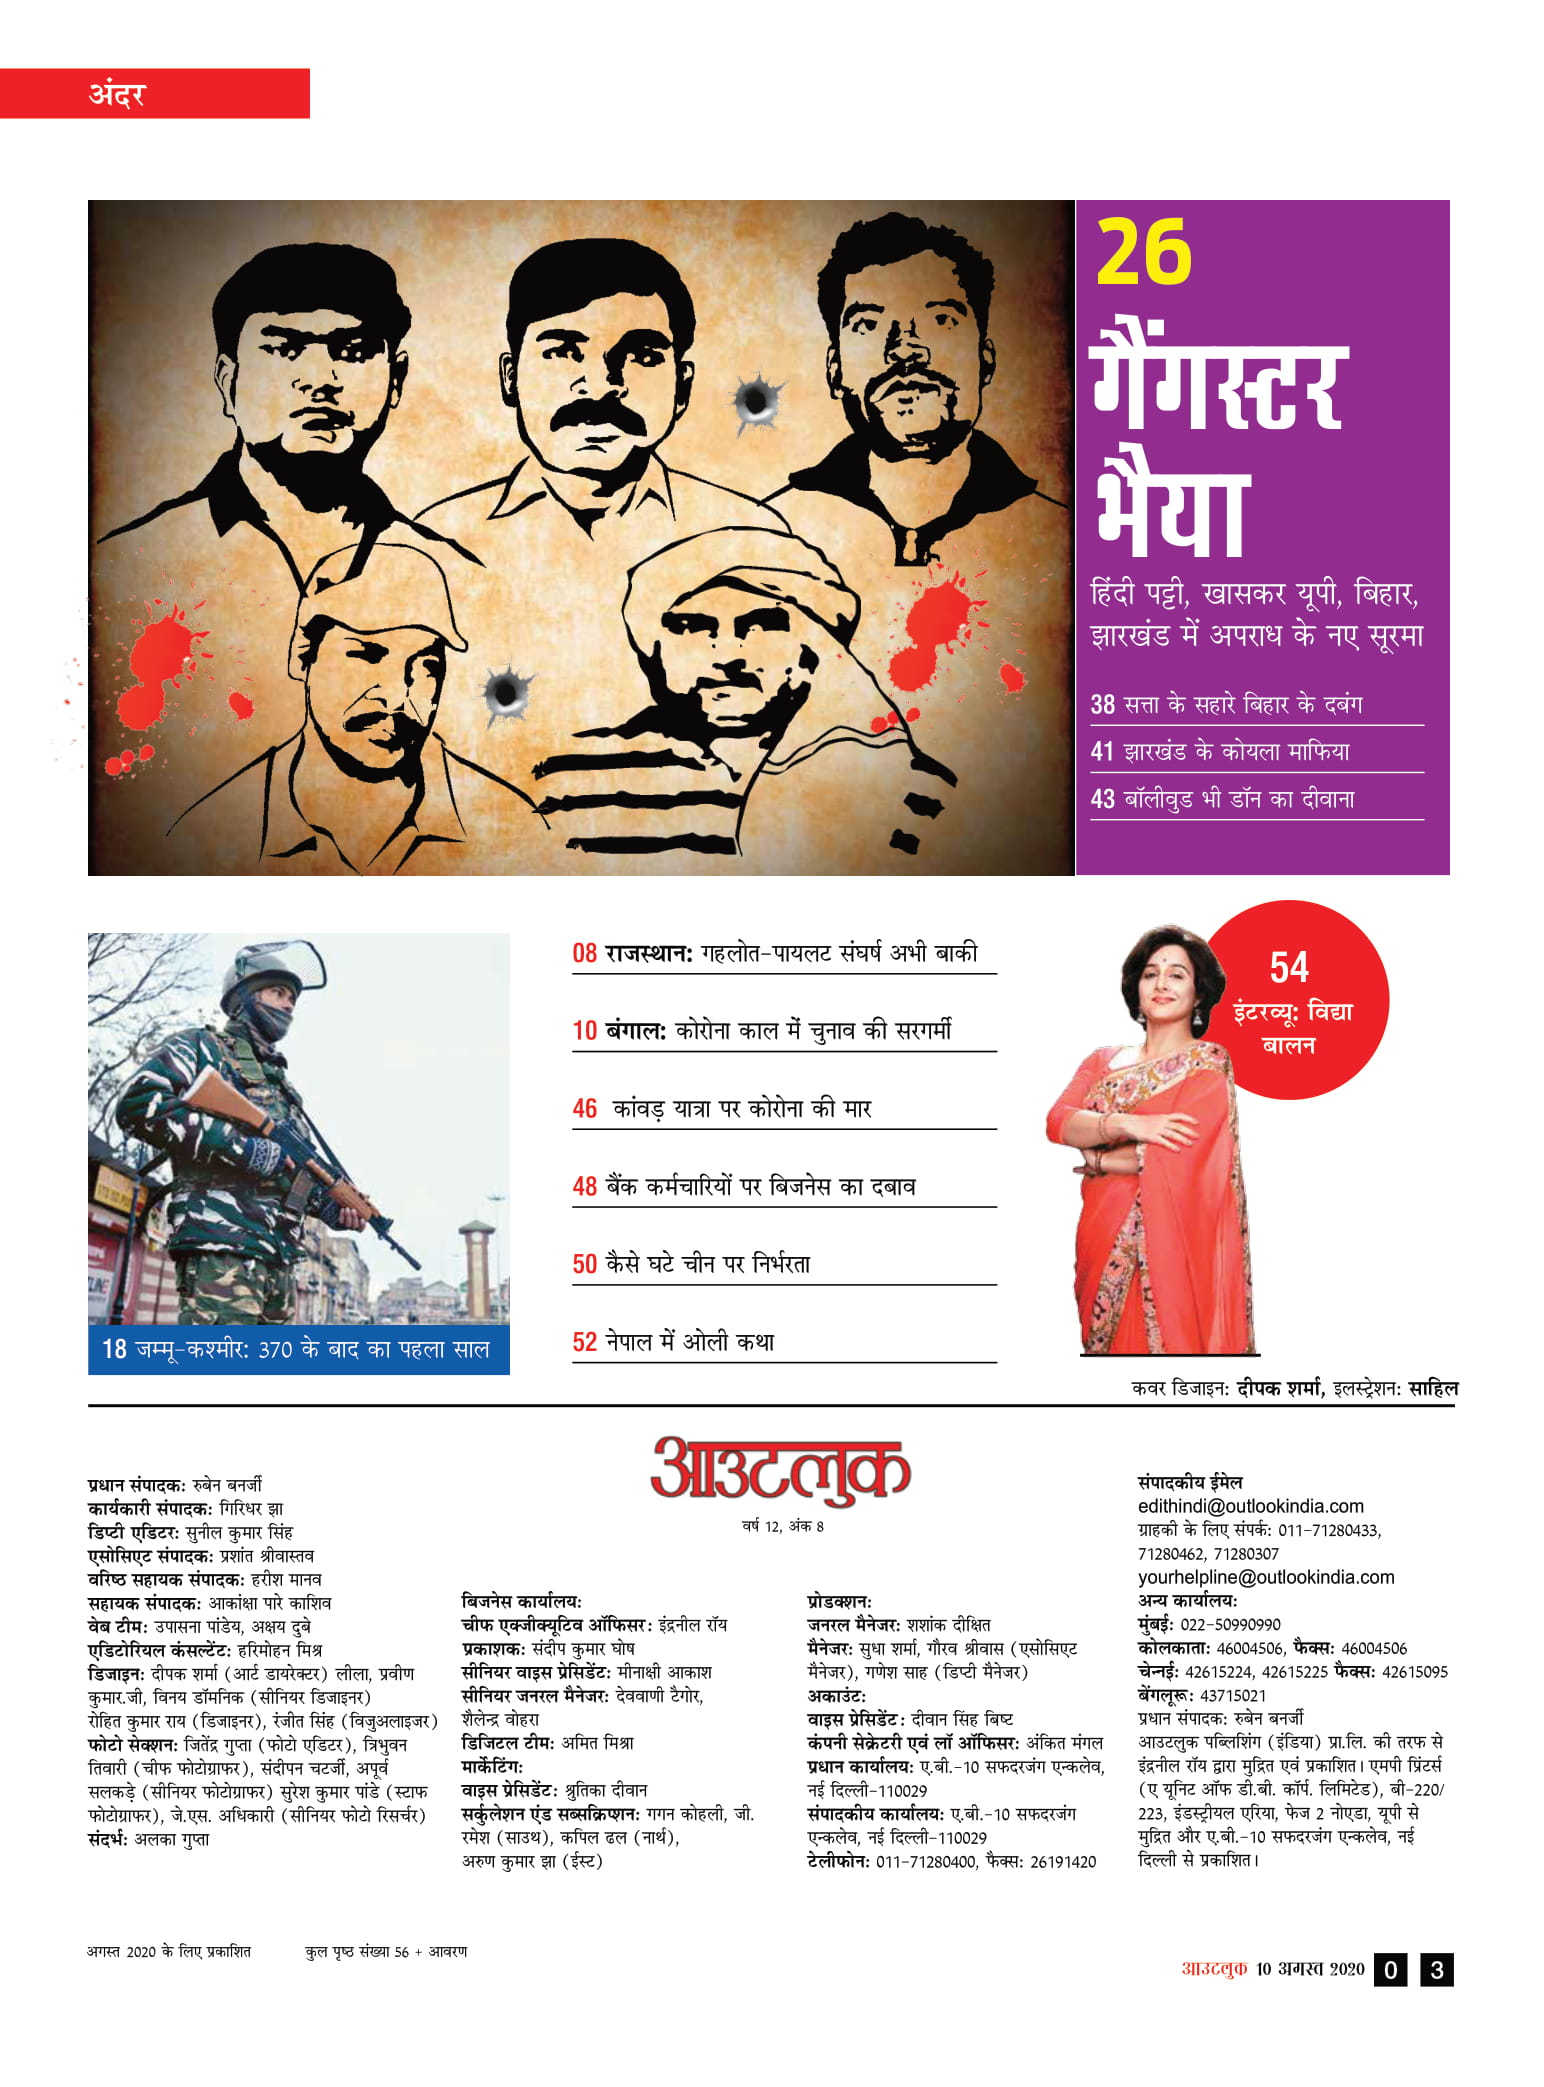 अंदर
26
गैंगस्टर
भैया
हिंदी पट्टी, खासकर यूपी, बिहार,
झारखंड में अपराध के नए सूरमा
38 सत्ता के सहारे बिहार के दबंग
41 झारखंड के कोयला माफिया
43 बॉलीवुड भी डॉन का दीवाना
18 जम्मू-कश्मीर: 370 के बाद का पहला साल
08 राजस्थान: गहलोत-पायलट संघर्ष अभी बाकी
10 बंगाल: कोरोना काल में चुनाव की सरगर्मी
46 कांवड़ यात्रा पर कोरोना की मार
48 बैंक कर्मचारियों पर बिजनेस का दबाव
50 कैसे घटे चीन पर निर्भरता
52 नेपाल में ओली कथा
54
इंटरव्यू: विद्या
बालन
कवर डिजाइन: दीपक शर्मा, इलस्ट्रेशन: साहिल
आउटलुक
वर्ष 12, अंक 8
प्रधान संपादक: रुबेन बनर्जी
कार्यकारी संपादक: गिरिधर झा
डिप्टी एडिटर: सुनील कुमार सिंह
एसोसिएट संपादक: प्रशांत श्रीवास्तव
वरिष्ठ सहायक संपादक: हरीश मानव
सहायक संपादक: आकांक्षा पारे काशिव
वेब टीम: उपासना पांडेय, अक्षय दुबे
एडिटोरियल कंसल्टेंट: हरिमोहन मिश्र
डिजाइन: दीपक शर्मा (आर्ट डायरेक्टर) लीला, प्रवीण
कुमार.जी, विनय डॉमनिक (सीनियर डिजाइनर)
रोहित कुमार राय (डिजाइनर), रंजीत सिंह (विजुअलाइजर)
फोटो सेक्शन: जितेंद्र गुप्ता (फोटो एडिटर), त्रिभुवन
तिवारी (चीफ फोटोग्राफर), संदीपन चटर्जी, अपूर्व
सलकड़े (सीनियर फोटोग्राफर) सुरेश कुमार पांडे (स्टाफ
फोटोग्राफर), जे.एस. अधिकारी (सीनियर फोटो रिसर्चर)
संदर्भ: अलका गुप्ता
बिजनेस कार्यालय:
चीफ एक्जीक्यूटिव ऑफिसर: इंद्रनील रॉय
प्रकाशक: संदीप कुमार घोष
सीनियर वाइस प्रेसिडेंट: मीनाक्षी आकाश
सीनियर जनरल मैनेजर: देववाणी टैगोर,
शैलेन्द्र वोहरा
डिजिटल टीम: अमित मिश्रा
मार्केटिंग:
वाइस प्रेसिडेंट: श्रुतिका दीवान
सर्कुलेशन एंड सब्सक्रिप्शन: गगन कोहली, जी.
रमेश (साउथ), कपिल ढल (नार्थ),
अरुण कुमार झा (ईस्ट)
प्रोडक्शन:
जनरल मैनेजर: शशांक दीक्षित
मैनेजर: सुधा शर्मा, गौरव श्रीवास (एसोसिएट
मैनेजर), गणेश साह (डिप्टी मैनेजर)
अकाउंट:
वाइस प्रेसिडेंट: दीवान सिंह बिष्ट
कंपनी सेक्रेटरी एवं लॉ ऑफिसर: अंकित मंगल
प्रधान कार्यालय: ए.बी.-10 सफदरजंग एन्कलेव,
नई दिल्ली-110029
संपादकीय कार्यालय: ए.बी.-10 सफदरजंग
एन्कलेव, नई दिल्ली-110029
टेलीफोन: 011-71280400, फैक्स: 26191420
संपादकीय ईमेल
edithindi@outlookindia.com
ग्राहकी के लिए संपर्क: 011-71280433,
71280462, 71280307
yourhelpline@outlookindia.com
अन्य कार्यालय:
मुंबई: 022-50990990
कोलकाता: 46004506, फैक्स: 46004506
चेन्नई: 42615224, 42615225 फैक्स: 42615095
बेंगलूरू: 43715021
प्रधान संपादक: रुबेन बनर्जी
आउटलुक पब्लिशिंग (इंडिया) प्रा.लि. की तरफ से
इंद्रनील रॉय द्वारा मुद्रित एवं प्रकाशित। एमपी प्रिंटर्स
(ए यूनिट ऑफ डी.बी. कॉर्प. लिमिटेड), बी-220/
223, इंडस्ट्रीयल एरिया, फेज 2 नोएडा, यूपी से
मुद्रित और ए.बी.-10 सफदरजंग एन्कलेव, नई
दिल्ली से प्रकाशित।
अगस्त 2020 के लिए प्रकाशित
कुल पृष्ठ संख्या 56 + आवरण
आउटलुक 10 अगस्त 2020 0 3